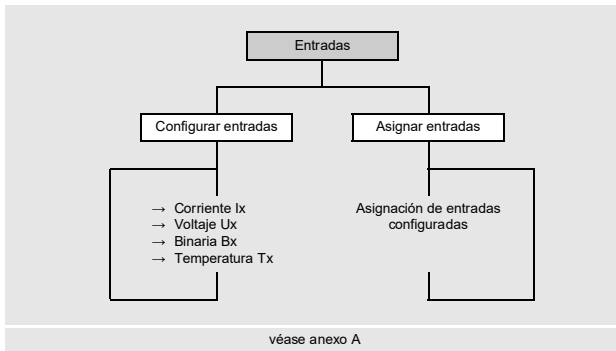 Entradas
Configurar entradas
Asignar entradas
→ Corriente Ix
→ Voltaje Ux
→ Binaria Bx
→ Temperatura Tx
Asignación de entradas
configuradas
véase anexo A